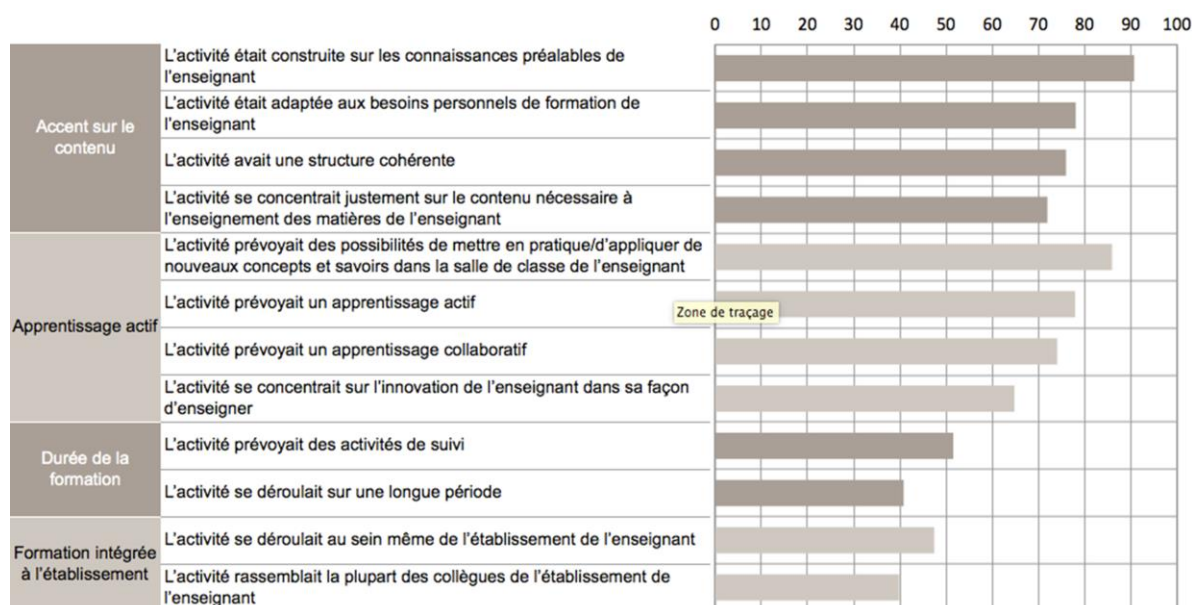 0 10 20 30 40 50 60 70 80 90 100
Accent sur le
contenu
L'activité était construite sur les connaissances préalables de
l'enseignant
L'activité était adaptée aux besoins personnels de formation de
l'enseignant
L'activité avait une structure cohérente
L'activité se concentrait justement sur le contenu nécessaire à
l'enseignement des matières de l'enseignant
Apprentissage actif
L'activité prévoyait des possibilités de mettre en pratique/d'appliquer de
nouveaux concepts et savoirs dans la salle de classe de l'enseignant
L'activité prévoyait un apprentissage actif
Zone de traçage
L'activité prévoyait un apprentissage collaboratif
L'activité se concentrait sur l'innovation de l'enseignant dans sa façon
d'enseigner
Durée de la
formation
L'activité prévoyait des activités de suivi
L'activité se déroulait sur une longue période
Formation intégrée
à l'établissement
L'activité se déroulait au sein même de l'établissement de l'enseignant
L'activité rassemblait la plupart des collègues de l'établissement de
l'enseignant